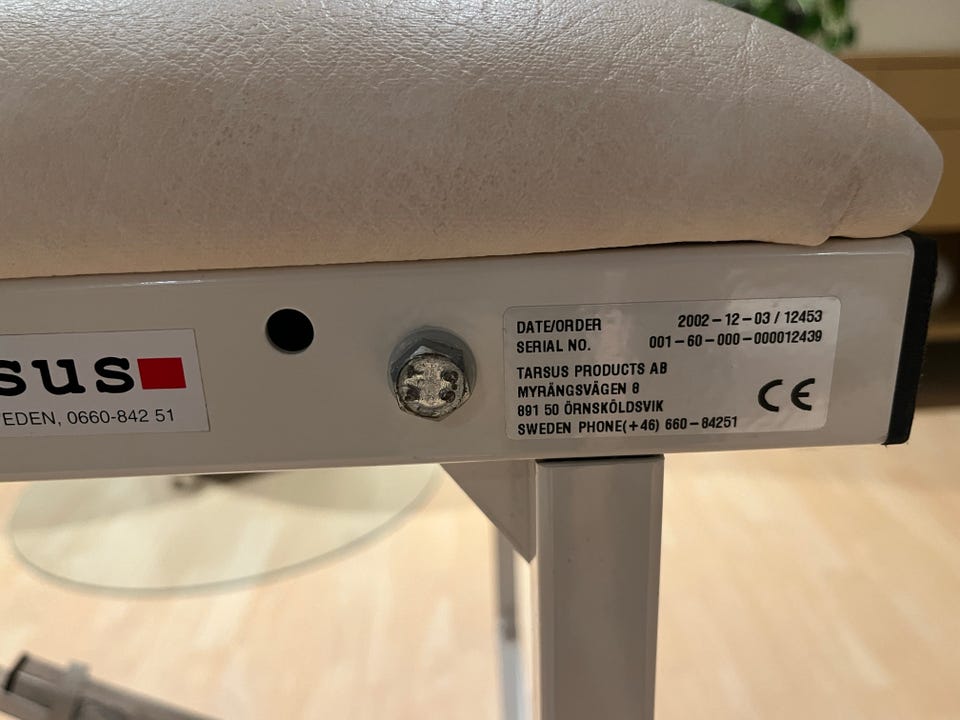 sus
EDEN, 0660-842 51
DATE/ORDER 2002-12-03 / 12453
SERIAL NO. 001-60-000-000012439
TARSUS PRODUCTS AB
MYRÄNGSVÄGEN 8
891 50 ÖRNSKÖLDSVIK
SWEDEN PHONE(+46) 660-84251
CE